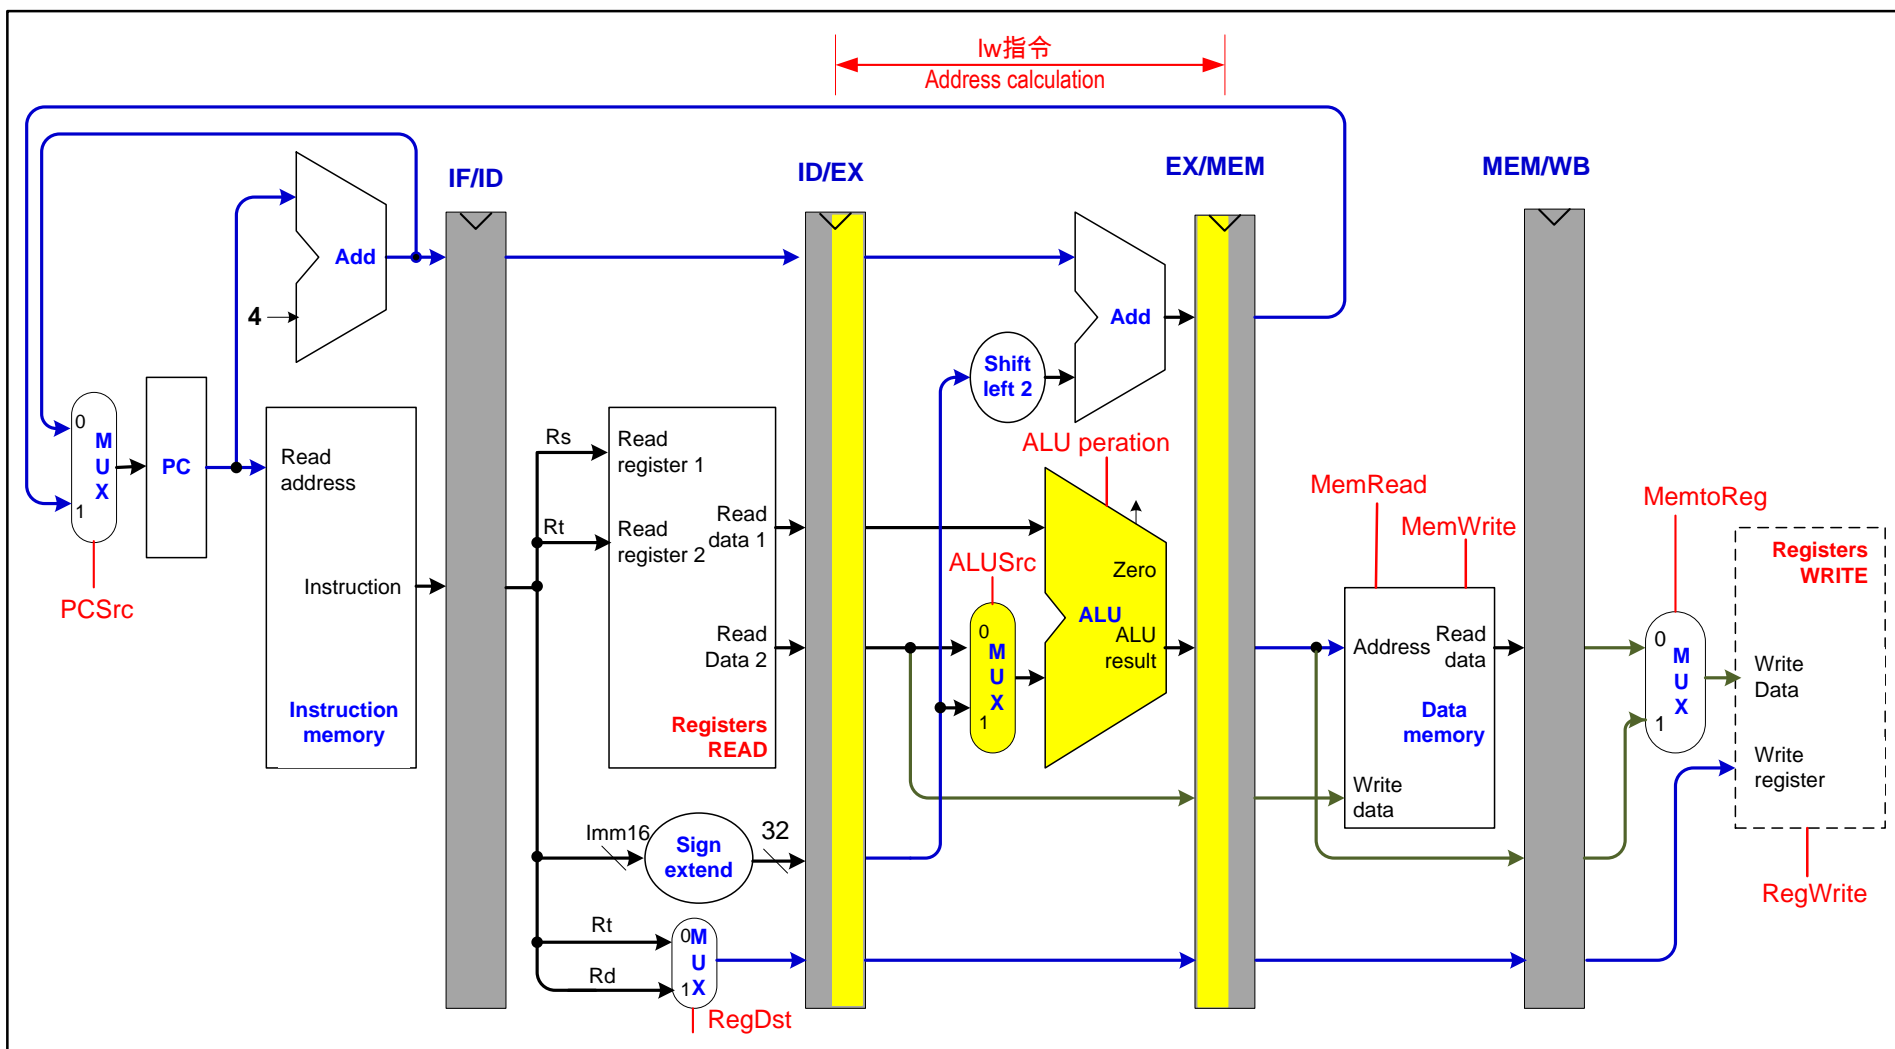 lw指令
Address calculation
IF/ID
ID/EX
EX/MEM
MEM/WB
Add
4
Add
Shift
left 2
0
M
U
X
1
PC
PCSrc
Read
address
Instruction
Instruction
memory
Rs
Rt
Read
register 1
Read
register 2
Read
data 1
Read
Data 2
Registers
READ
Imm16
Sign
extend
32
Rt
Rd
0
M
U
X
1
RegDst
ALUSrc
0
M
U
X
1
ALU peration
Zero
ALU
ALU
result
MemRead
MemWrite
Address
Read
data
Data
memory
Write
data
MemtoReg
0
M
U
X
1
Registers
WRITE
Write
Data
Write
register
RegWrite